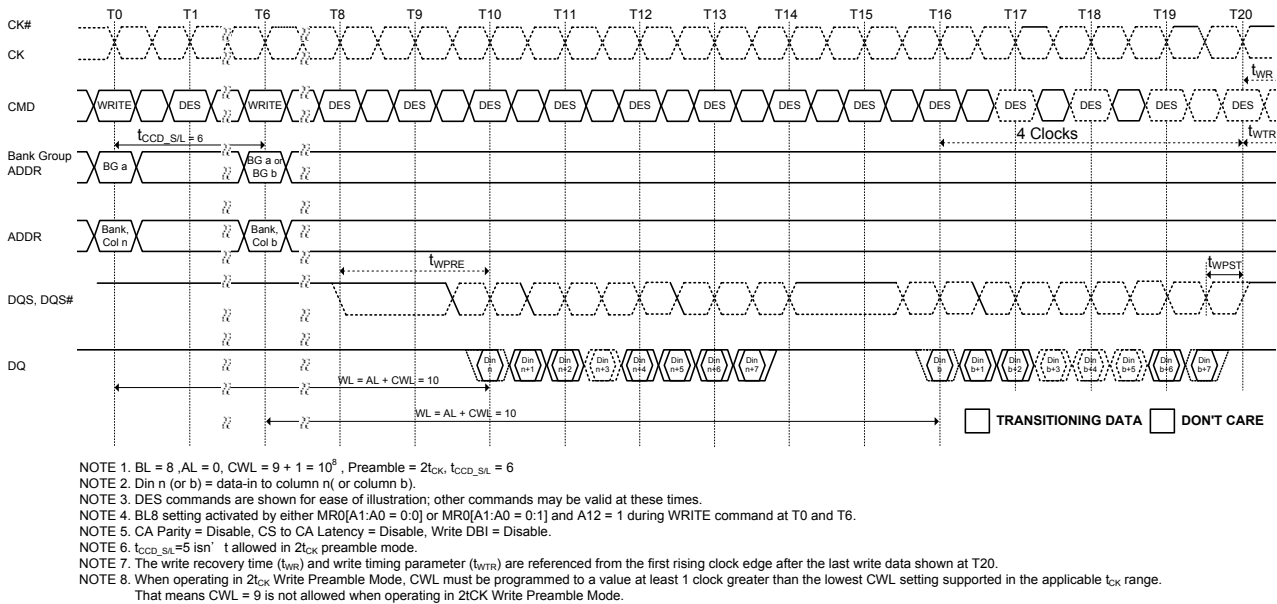 T0 T1 T6 T8 T9 T10 T11 T12 T13 T14 T15 T16 T17 T18 T19 T20
CK#
CK
tWR
CMD
WRITE DES WRITE DES DES DES DES DES DES DES DES DES DES DES DES DES
tCCD_S/L = 6
4 Clocks
tWTR
Bank Group
ADDR
BG a
BG a or
BG b
ADDR
Bank,
Col n
Bank,
Col b
tWPRE
tWPST
DQS, DQS#
DQ
Din
n
Din
n+1
Din
n+2
Din
n+3
Din
n+4
Din
n+5
Din
n+6
Din
n+7
Din
b
Din
b+1
Din
b+2
Din
b+3
Din
b+4
Din
b+5
Din
b+6
Din
b+7
WL = AL + CWL = 10
WL = AL + CWL = 10
TRANSITIONING DATA
DON'T CARE
NOTE 1. BL = 8 ,AL = 0, CWL = 9 + 1 = 10⁸ , Preamble = 2tCK, tCCD_S/L = 6
NOTE 2. Din n (or b) = data-in to column n( or column b).
NOTE 3. DES commands are shown for ease of illustration; other commands may be valid at these times.
NOTE 4. BL8 setting activated by either MR0[A1:A0 = 0:0] or MR0[A1:A0 = 0:1] and A12 = 1 during WRITE command at T0 and T6.
NOTE 5. CA Parity = Disable, CS to CA Latency = Disable, Write DBI = Disable.
NOTE 6. tCCD_S/L=5 isn' t allowed in 2tCK preamble mode.
NOTE 7. The write recovery time (tWR) and write timing parameter (tWTR) are referenced from the first rising clock edge after the last write data shown at T20.
NOTE 8. When operating in 2tCK Write Preamble Mode, CWL must be programmed to a value at least 1 clock greater than the lowest CWL setting supported in the applicable tCK range.
That means CWL = 9 is not allowed when operating in 2tCK Write Preamble Mode.